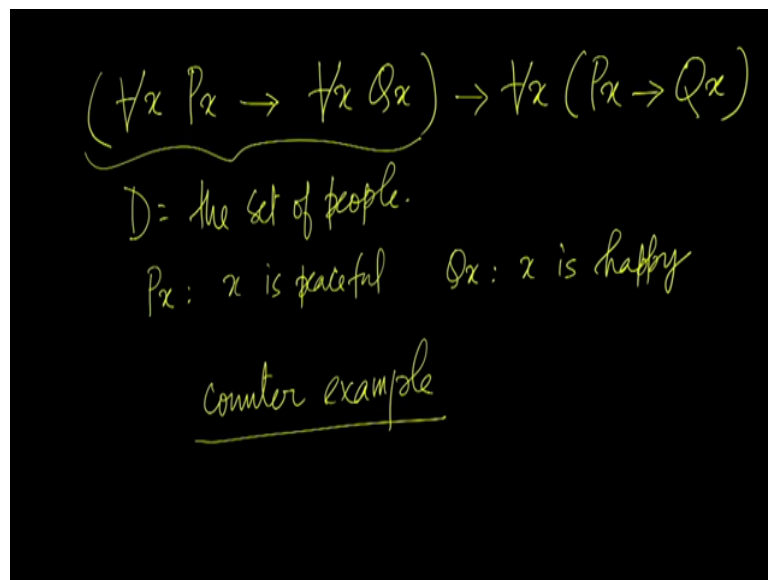 (∀x Px → ∀x Qx) → ∀x (Px → Qx)
D = the set of people.
Px : x is peaceful Qx : x is happy
counter example